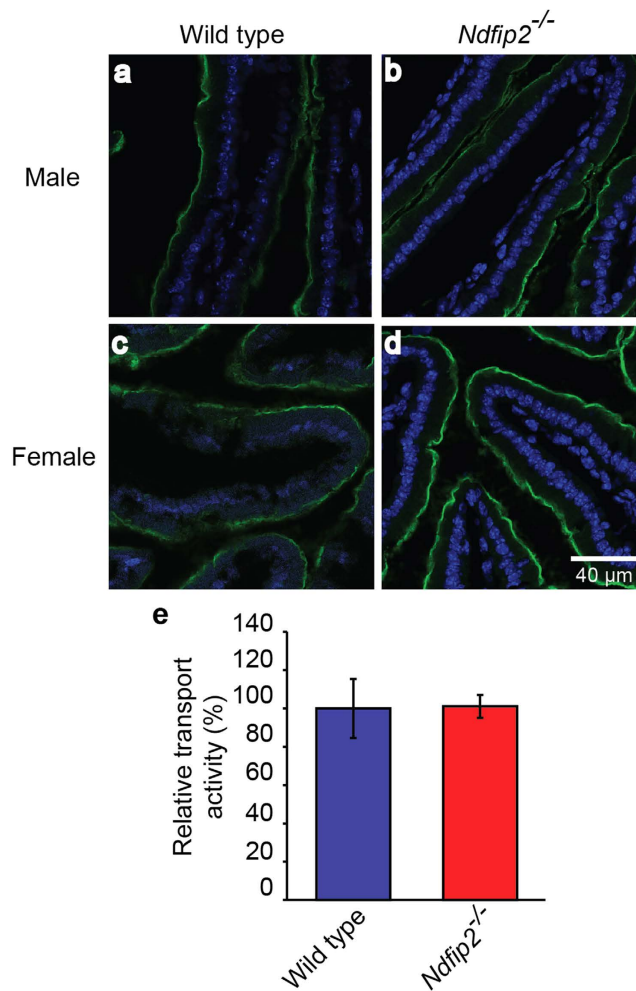 Wild type
Ndfip2-/-
a
b
Male
c
d
Female
40 µm
e
140
120
100
80
60
40
20
0
Relative transport
activity (%)
Wild type
Ndfip2-/-